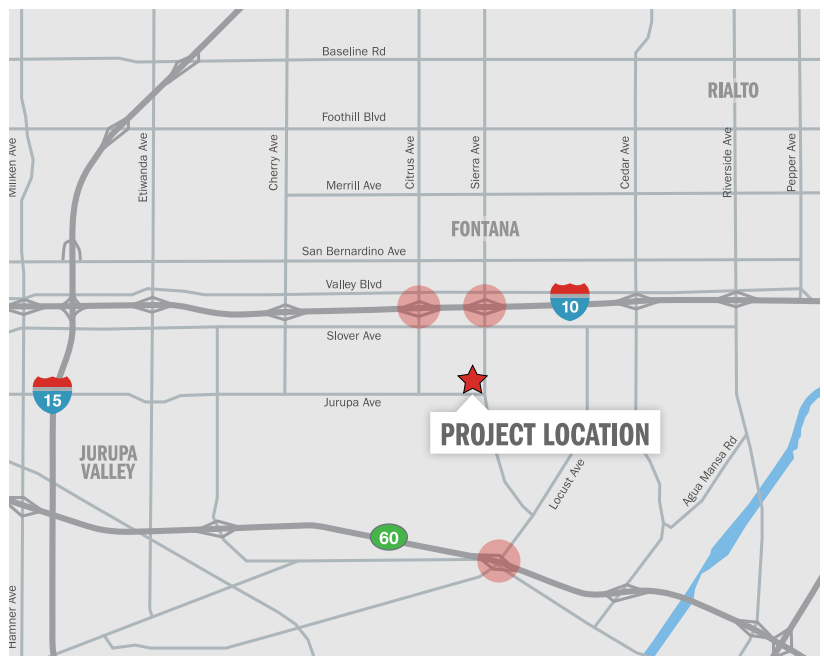 Baseline Rd
RIALTO
Foothill Blvd
Milliken Ave
Etiwanda Ave
Cherry Ave
Citrus Ave
Sierra Ave
Cedar Ave
Riverside Ave
Pepper Ave
Merrill Ave
FONTANA
San Bernardino Ave
Valley Blvd
10
Slover Ave
15
Jurupa Ave
PROJECT LOCATION
JURUPA
VALLEY
Locust Ave
Agua Mansa Rd
60
Hamner Ave